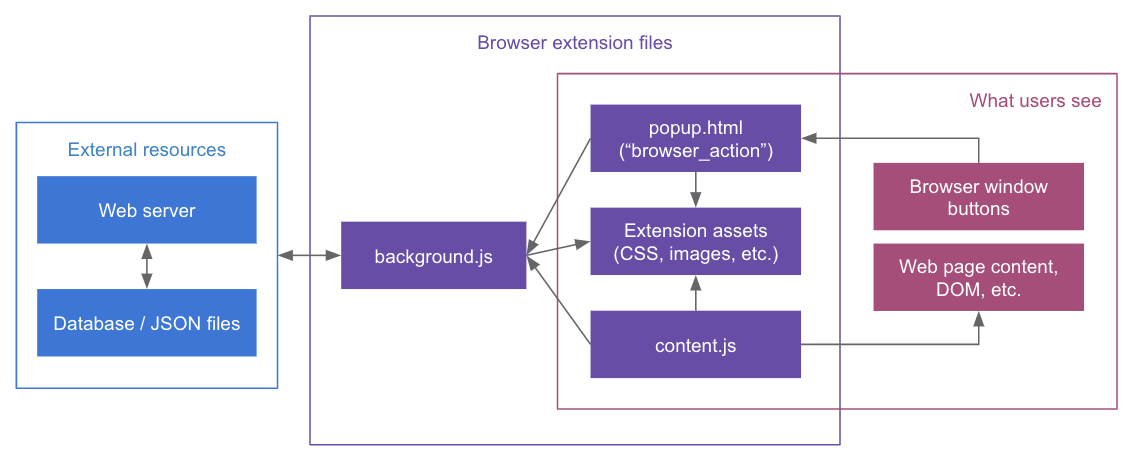 Browser extension files
What users see
External resources
Web server
Database / JSON files
background.js
popup.html
(“browser_action”)
Extension assets
(CSS, images, etc.)
content.js
Browser window
buttons
Web page content,
DOM, etc.